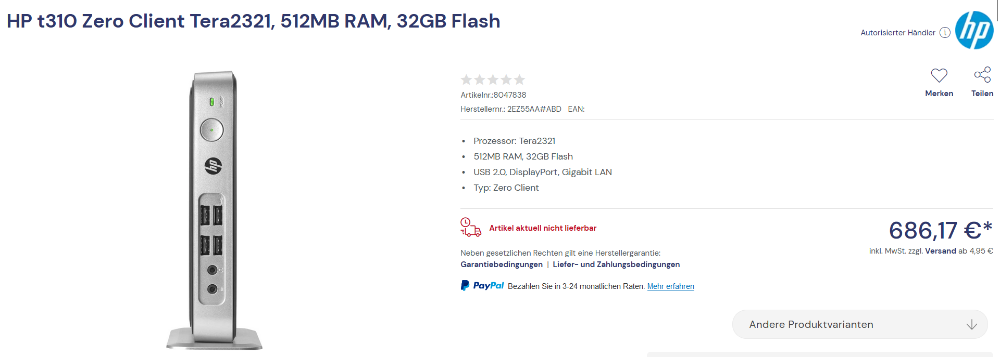 HP t310 Zero Client Tera2321, 512MB RAM, 32GB Flash
Autorisierter Händler i
hp
Merken
Teilen
Artikelnr.:8047838
Herstellernr.: 2EZ55AA#ABD EAN:
• Prozessor: Tera2321
• 512MB RAM, 32GB Flash
• USB 2.0, DisplayPort, Gigabit LAN
• Typ: Zero Client
hp
Artikel aktuell nicht lieferbar
686,17 €*
inkl. MwSt. zzgl. Versand ab 4,95 €
Neben gesetzlichen Rechten gilt eine Herstellergarantie:
Garantiebedingungen | Liefer- und Zahlungsbedingungen
PayPal Bezahlen Sie in 3-24 monatlichen Raten. Mehr erfahren
Andere Produktvarianten